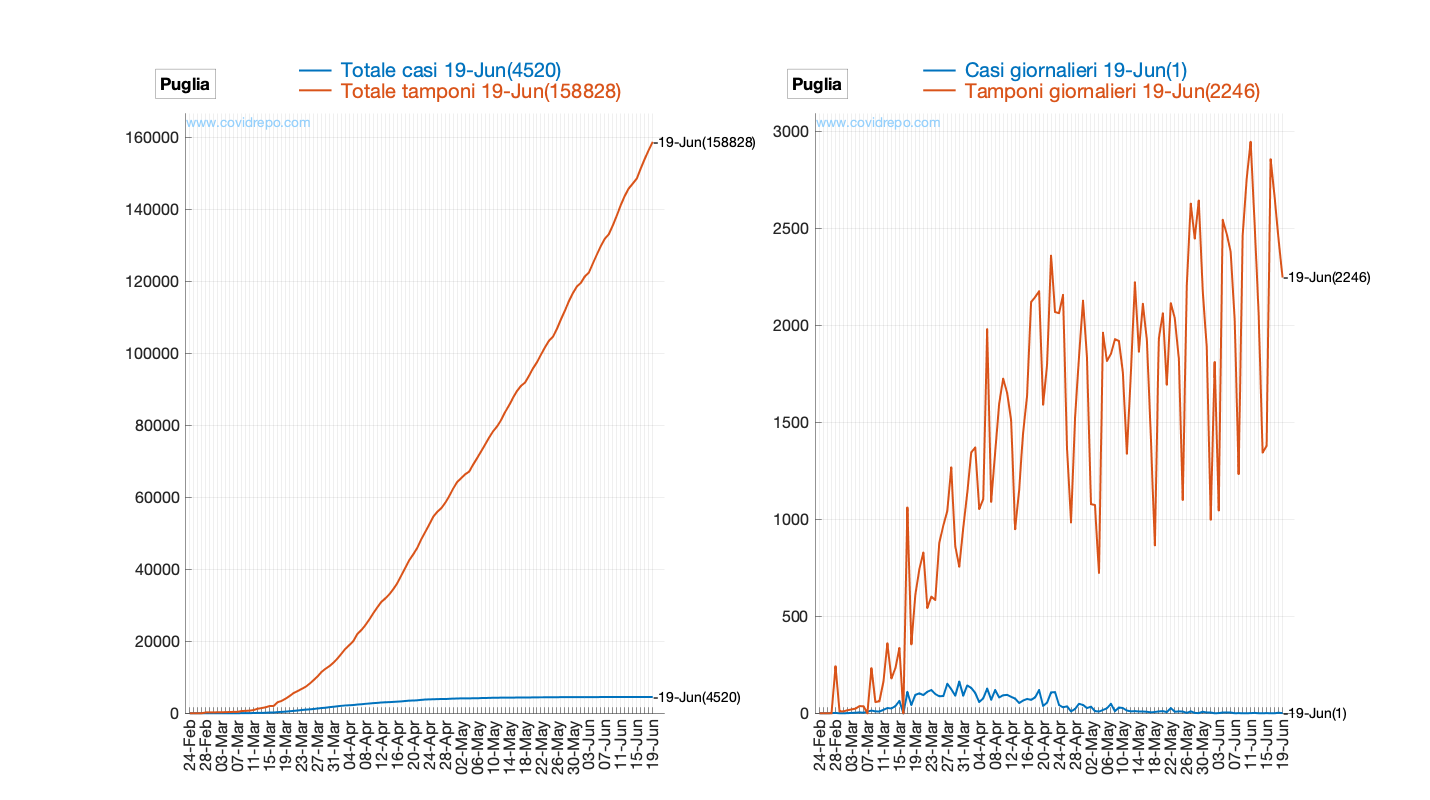 Puglia
Totale casi 19-Jun(4520)
Totale tamponi 19-Jun(158828)
www.covidrepo.com
160000
140000
120000
100000
80000
60000
40000
20000
0
19-Jun(158828)
19-Jun(4520)
24-Feb
28-Feb
03-Mar
07-Mar
11-Mar
15-Mar
19-Mar
23-Mar
27-Mar
31-Mar
04-Apr
08-Apr
12-Apr
16-Apr
20-Apr
24-Apr
28-Apr
02-May
06-May
10-May
14-May
18-May
22-May
26-May
30-May
03-Jun
07-Jun
11-Jun
15-Jun
19-Jun
Puglia
Casi giornalieri 19-Jun(1)
Tamponi giornalieri 19-Jun(2246)
www.covidrepo.com
3000
2500
2000
1500
1000
500
0
19-Jun(2246)
19-Jun(1)
24-Feb
28-Feb
03-Mar
07-Mar
11-Mar
15-Mar
19-Mar
23-Mar
27-Mar
31-Mar
04-Apr
08-Apr
12-Apr
16-Apr
20-Apr
24-Apr
28-Apr
02-May
06-May
10-May
14-May
18-May
22-May
26-May
30-May
03-Jun
07-Jun
11-Jun
15-Jun
19-Jun